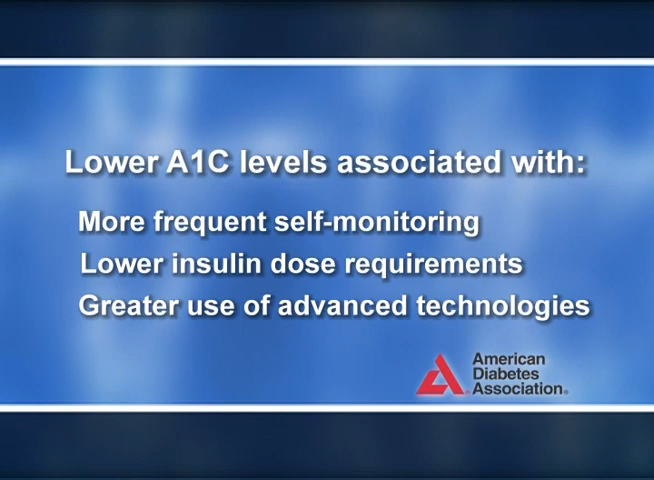 Lower A1C levels associated with:
More frequent self-monitoring
Lower insulin dose requirements
Greater use of advanced technologies
American
Diabetes
Association®